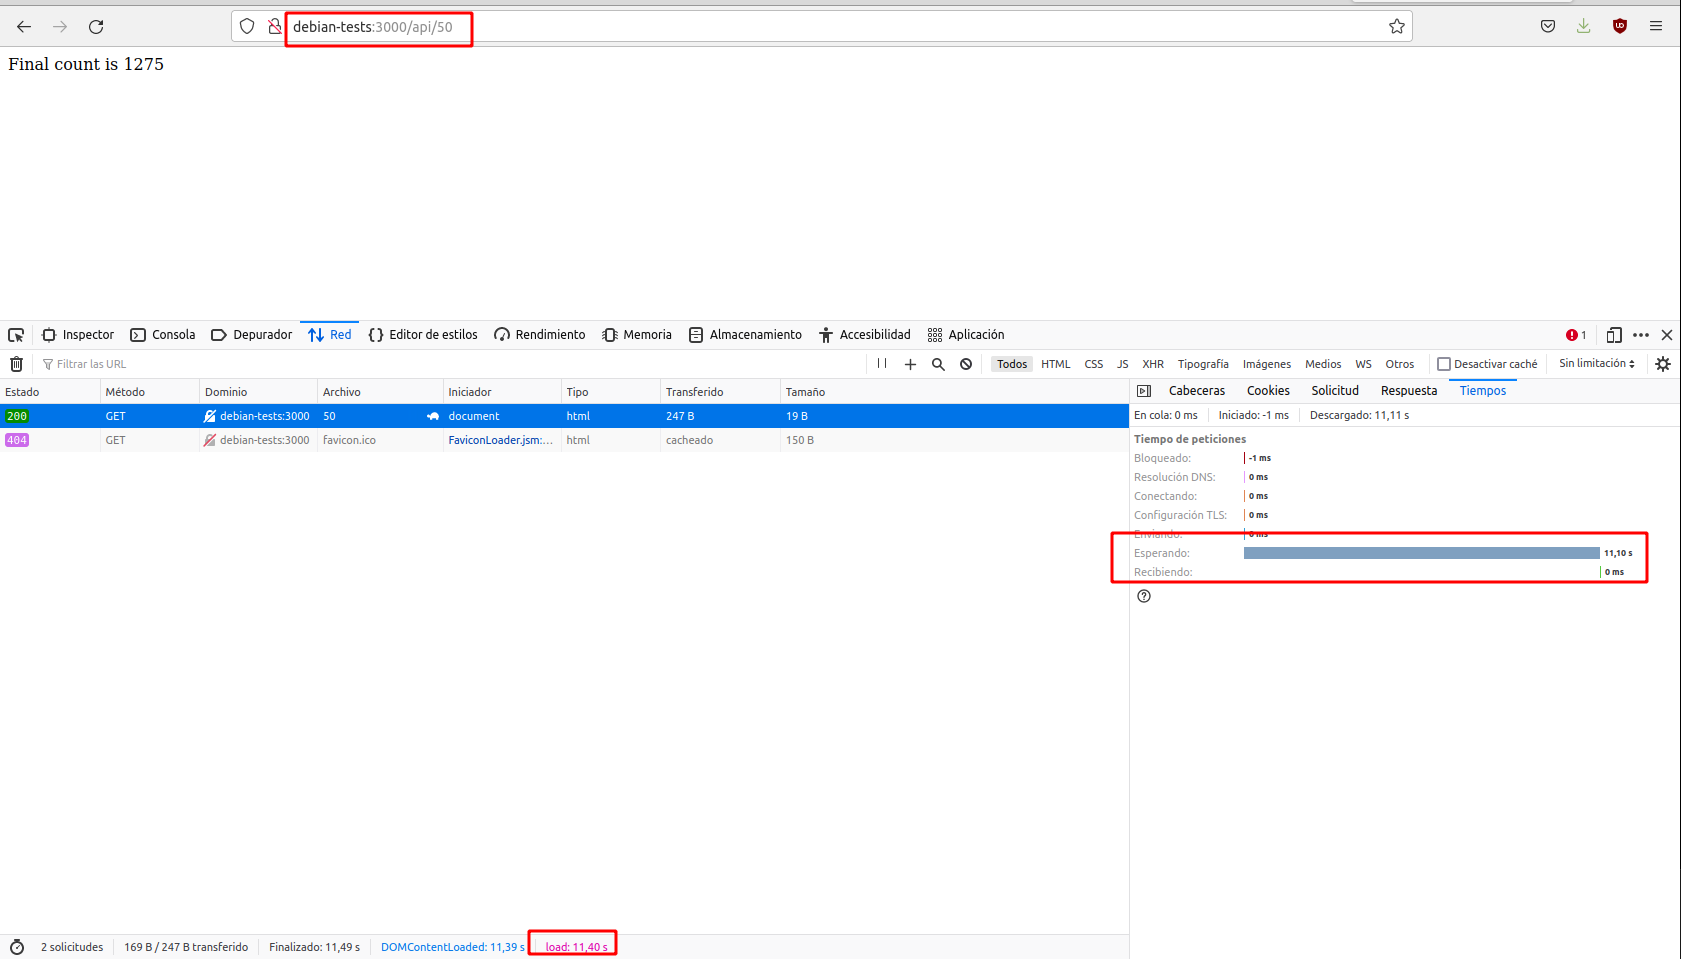 debian-tests:3000/api/50
Final count is 1275
Inspector Consola Depurador Red Editor de estilos Rendimiento Memoria Almacenamiento Accesibilidad Aplicación 1
Filtrar las URL Todos HTML CSS JS XHR Tipografía Imágenes Medios WS Otros Desactivar caché Sin limitación
Estado Método Dominio Archivo Iniciador Tipo Transferido Tamaño
200 GET debian-tests:3000 50 document html 247 B 19 B
404 GET debian-tests:3000 favicon.ico FaviconLoader.jsm:... html cacheado 150 B
Cabeceras Cookies Solicitud Respuesta Tiempos
En cola: 0 ms Iniciado: -1 ms Descargado: 11,11 s
Tiempo de peticiones
Bloqueado: -1 ms
Resolución DNS: 0 ms
Conectando: 0 ms
Configuración TLS: 0 ms
Enviando: 0 ms
Esperando: 11,10 s
Recibiendo: 0 ms
2 solicitudes 169 B / 247 B transferido Finalizado: 11,49 s DOMContentLoaded: 11,39 s load: 11,40 s